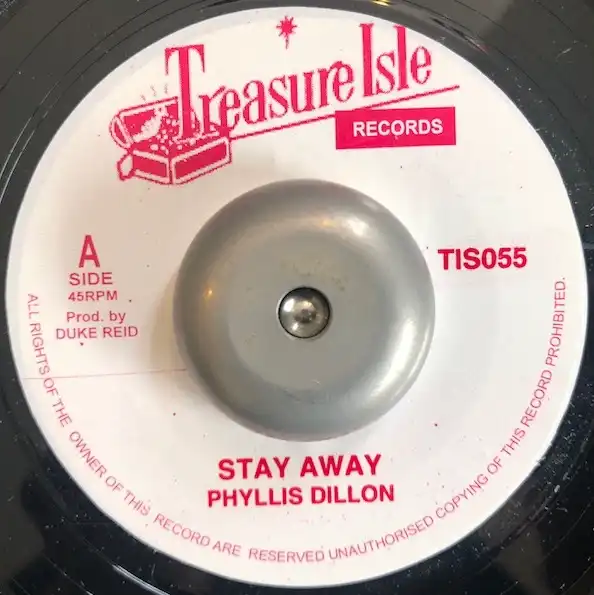 Treasure Isle
RECORDS
A
SIDE
45RPM
Prod. by
DUKE REID
TIS055
STAY AWAY
PHYLLIS DILLON
ALL RIGHTS OF THE OWNER OF THIS RECORD ARE RESERVED UNAUTHORISED COPYING OF THIS RECORD PROHIBITED.